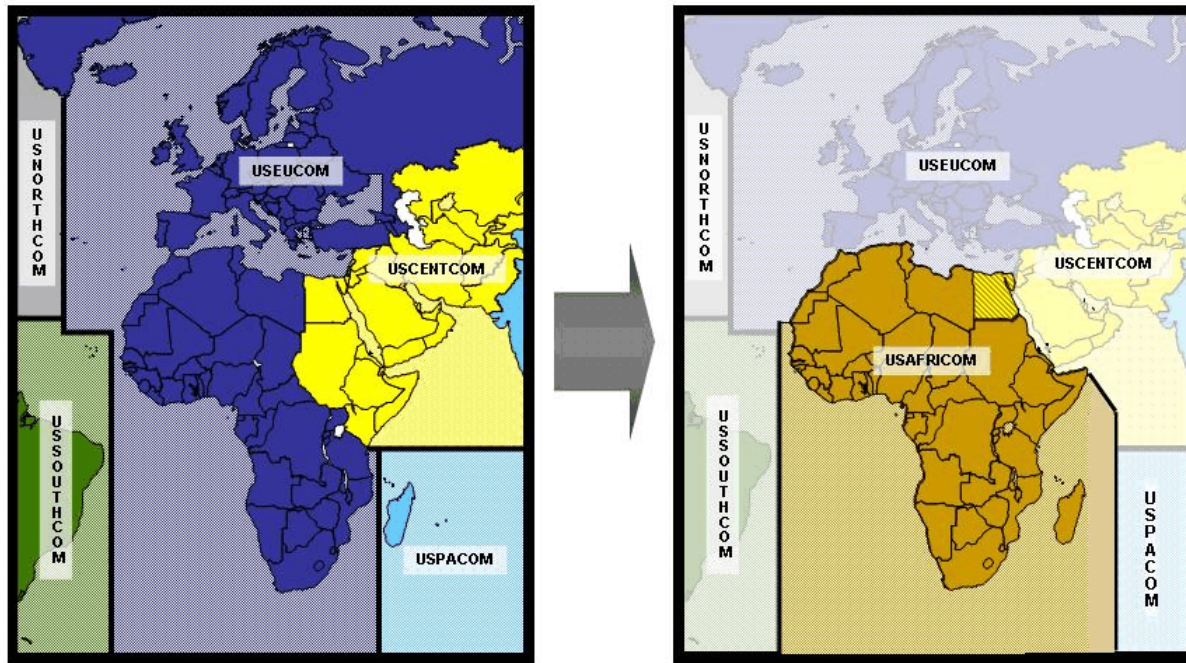 USNORTHCOM
USEUCOM
USCENTCOM
USSOUTHCOM
USPACOM
USNORTHCOM
USEUCOM
USCENTCOM
USAFRICOM
USSOUTHCOM
USPACOM